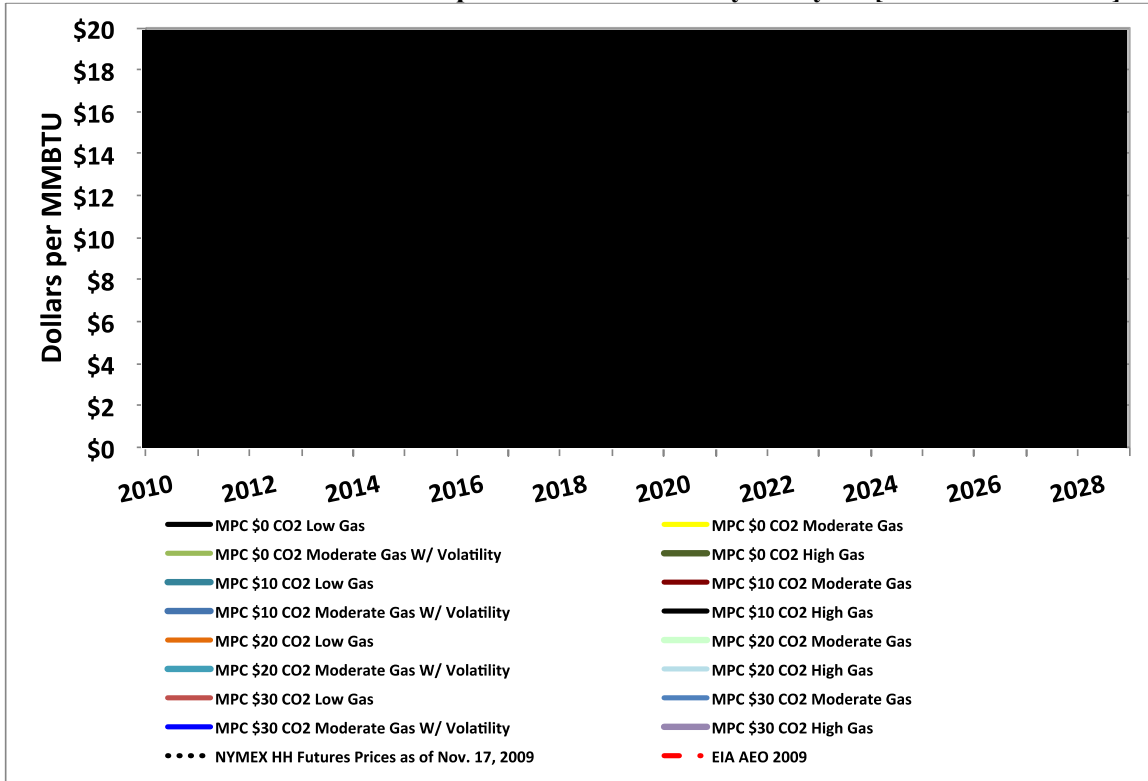 $20
$18
$16
$14
$12
$10
$8
$6
$4
$2
$0
Dollars per MMBTU
2010 2012 2014 2016 2018 2020 2022 2024 2026 2028
MPC $0 CO2 Low Gas MPC $0 CO2 Moderate Gas
MPC $0 CO2 Moderate Gas W/ Volatility MPC $0 CO2 High Gas
MPC $10 CO2 Low Gas MPC $10 CO2 Moderate Gas
MPC $10 CO2 Moderate Gas W/ Volatility MPC $10 CO2 High Gas
MPC $20 CO2 Low Gas MPC $20 CO2 Moderate Gas
MPC $20 CO2 Moderate Gas W/ Volatility MPC $20 CO2 High Gas
MPC $30 CO2 Low Gas MPC $30 CO2 Moderate Gas
MPC $30 CO2 Moderate Gas W/ Volatility MPC $30 CO2 High Gas
NYMEX HH Futures Prices as of Nov. 17, 2009 EIA AEO 2009